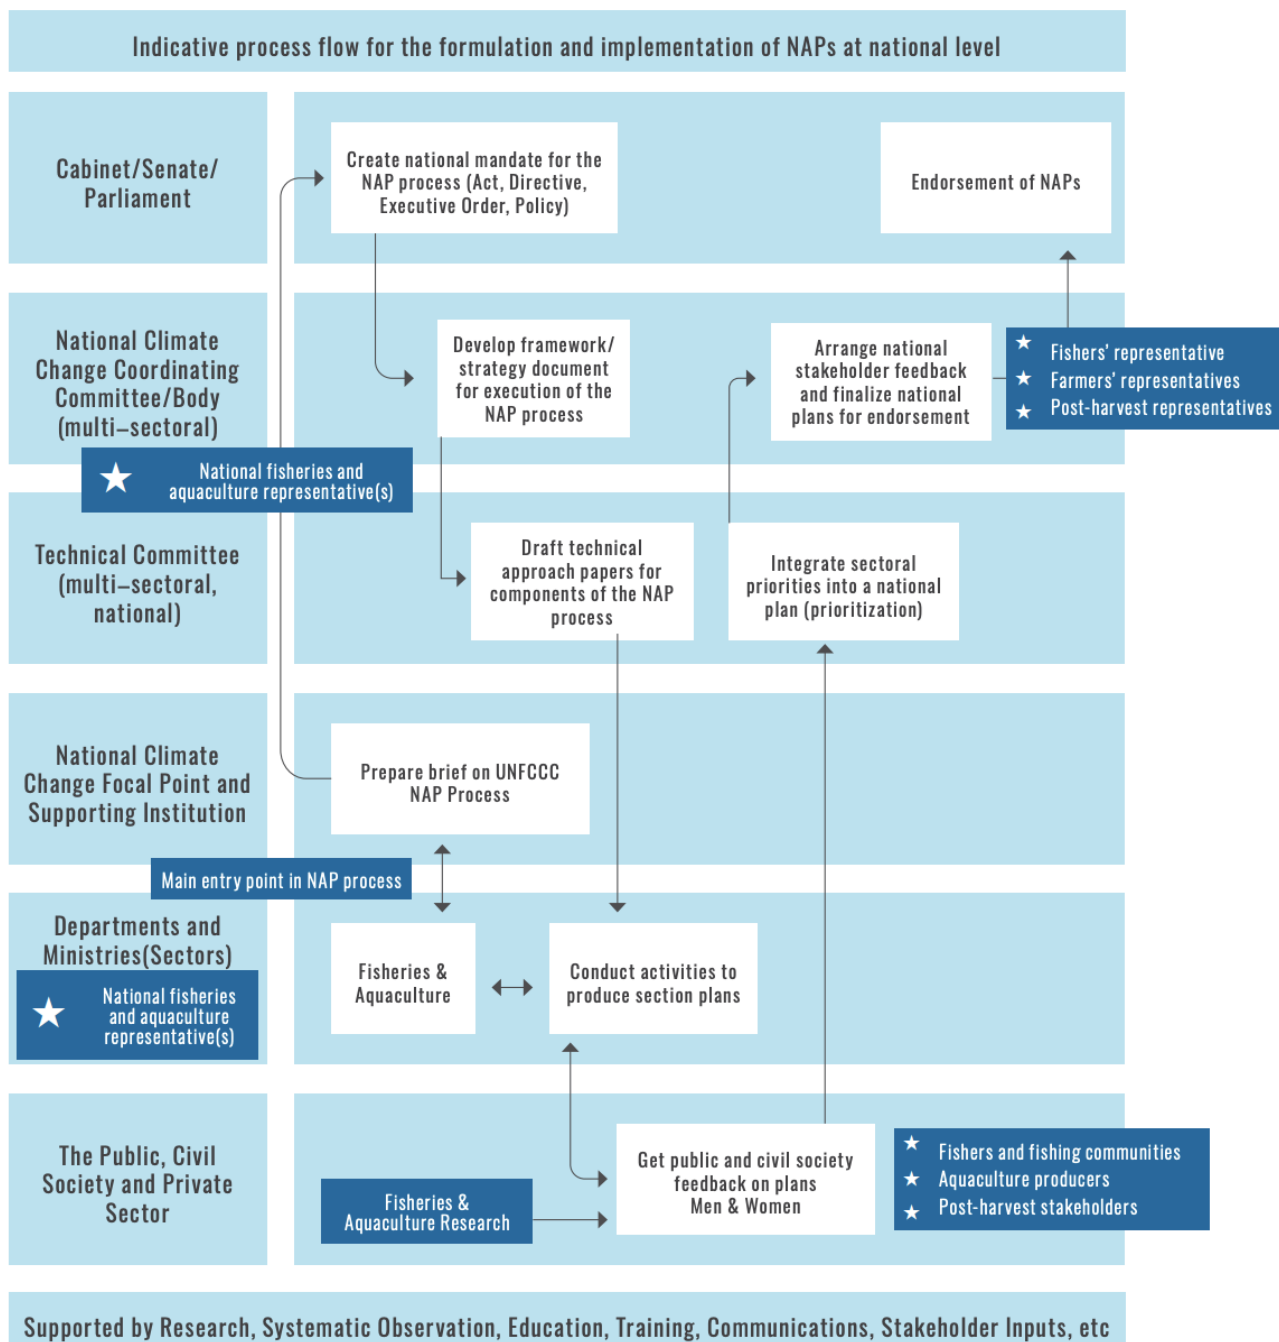 Indicative process flow for the formulation and implementation of NAPs at national level
Cabinet/Senate/
Parliament
Create national mandate for the
NAP process (Act, Directive,
Executive Order, Policy)
Endorsement of NAPs
National Climate
Change Coordinating
Committee/Body
(multi–sectoral)
National fisheries and
aquaculture representative(s)
Develop framework/
strategy document
for execution of the
NAP process
Arrange national
stakeholder feedback
and finalize national
plans for endorsement
Fishers’ representative
Farmers’ representatives
Post-harvest representatives
Technical Committee
(multi–sectoral,
national)
Draft technical
approach papers for
components of the NAP
process
Integrate sectoral
priorities into a national
plan (prioritization)
National Climate
Change Focal Point and
Supporting Institution
Prepare brief on UNFCCC
NAP Process
Main entry point in NAP process
Departments and
Ministries(Sectors)
National fisheries
and aquaculture
representative(s)
Fisheries &
Aquaculture
Conduct activities to
produce section plans
The Public, Civil
Society and Private
Sector
Fisheries &
Aquaculture Research
Get public and civil society
feedback on plans
Men & Women
Fishers and fishing communities
Aquaculture producers
Post-harvest stakeholders
Supported by Research, Systematic Observation, Education, Training, Communications, Stakeholder Inputs, etc